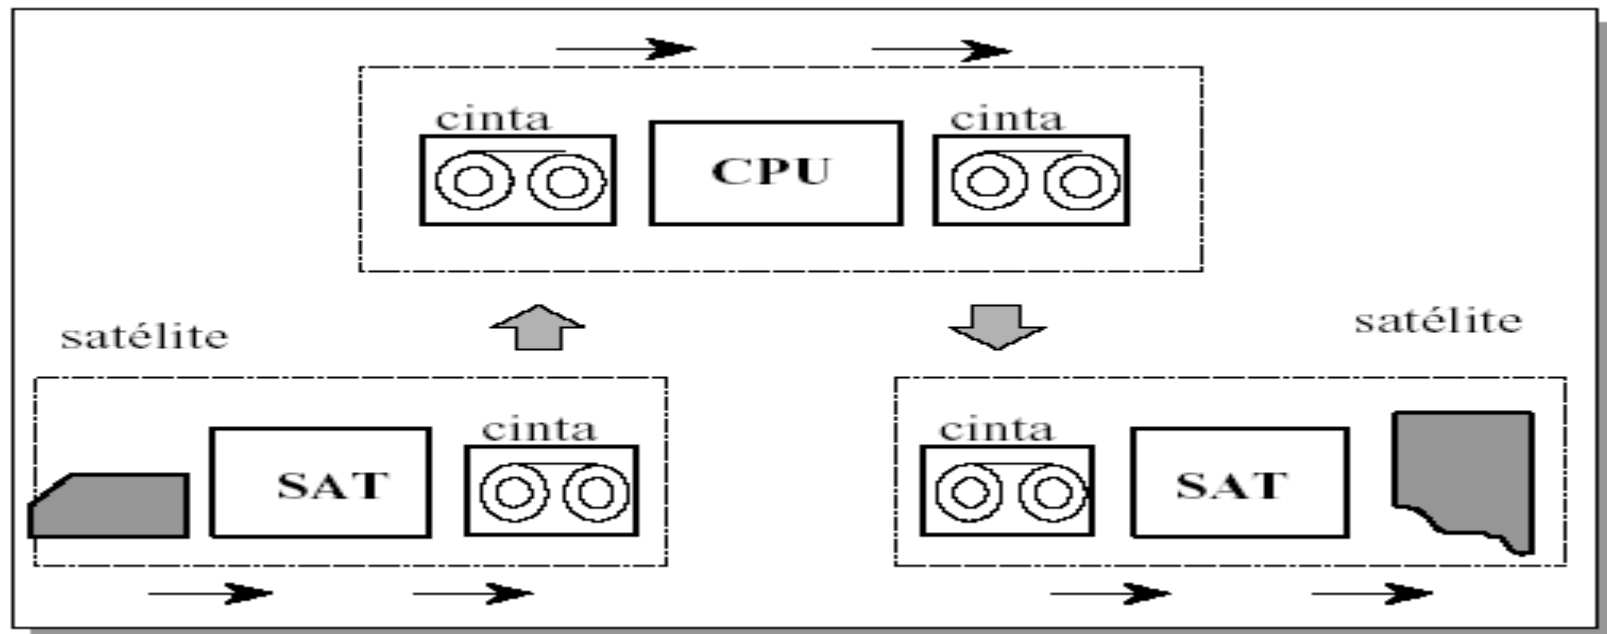 cinta
cinta
CPU
satélite
satélite
cinta
SAT
cinta
SAT